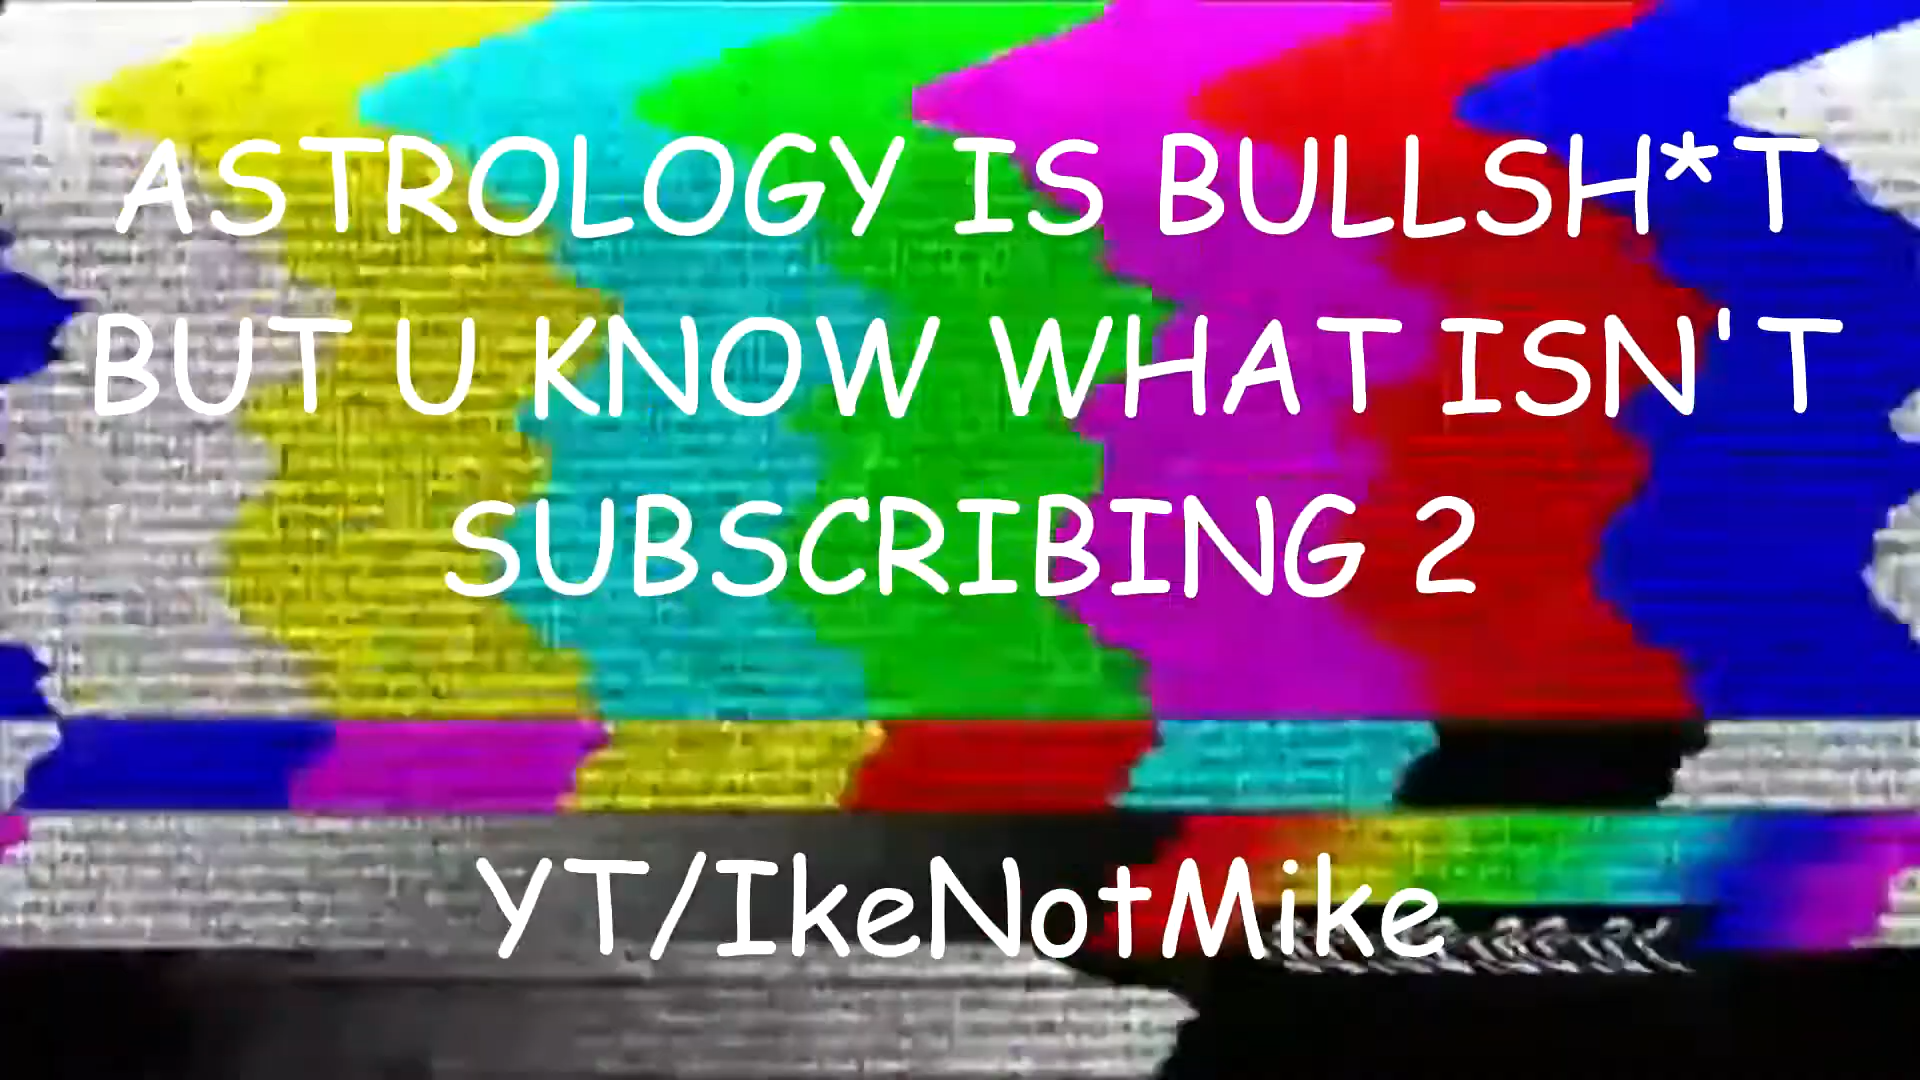 ASTROLOGY IS BULLSH*T
BUT U KNOW WHAT ISN'T
SUBSCRIBING 2
YT/IkeNotMike